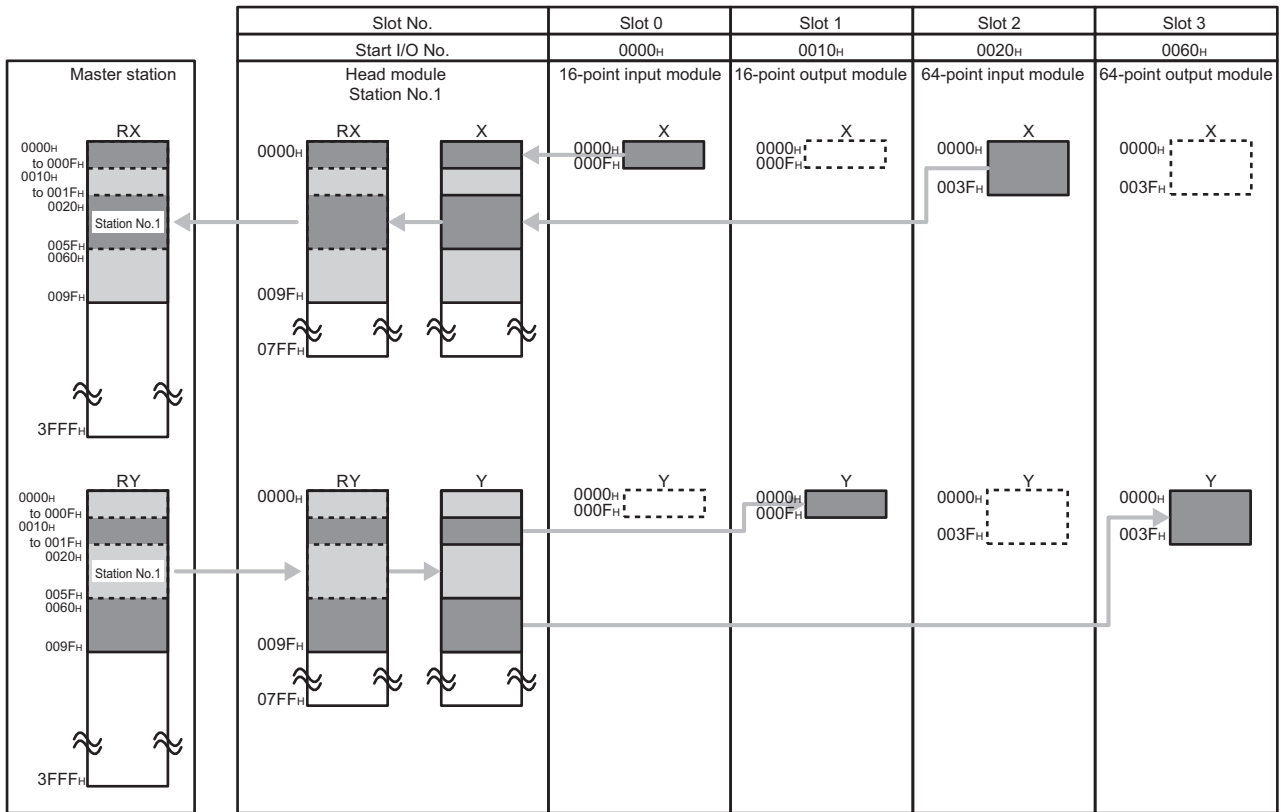 Slot No. Slot 0 Slot 1 Slot 2 Slot 3
Start I/O No. 0000H 0010H 0020H 0060H
Master station
Head module
Station No.1
16-point input module
16-point output module
64-point input module
64-point output module
RX
0000H
to 000FH
0010H
to 001FH
0020H
Station No.1
005FH
0060H
009FH
3FFFH
RX
0000H
009FH
07FFH
X
X
0000H
000FH
X
0000H
000FH
X
0000H
003FH
X
0000H
003FH
RY
0000H
to 000FH
0010H
to 001FH
0020H
Station No.1
005FH
0060H
009FH
3FFFH
RY
0000H
009FH
07FFH
Y
Y
0000H
000FH
Y
0000H
000FH
Y
0000H
003FH
Y
0000H
003FH